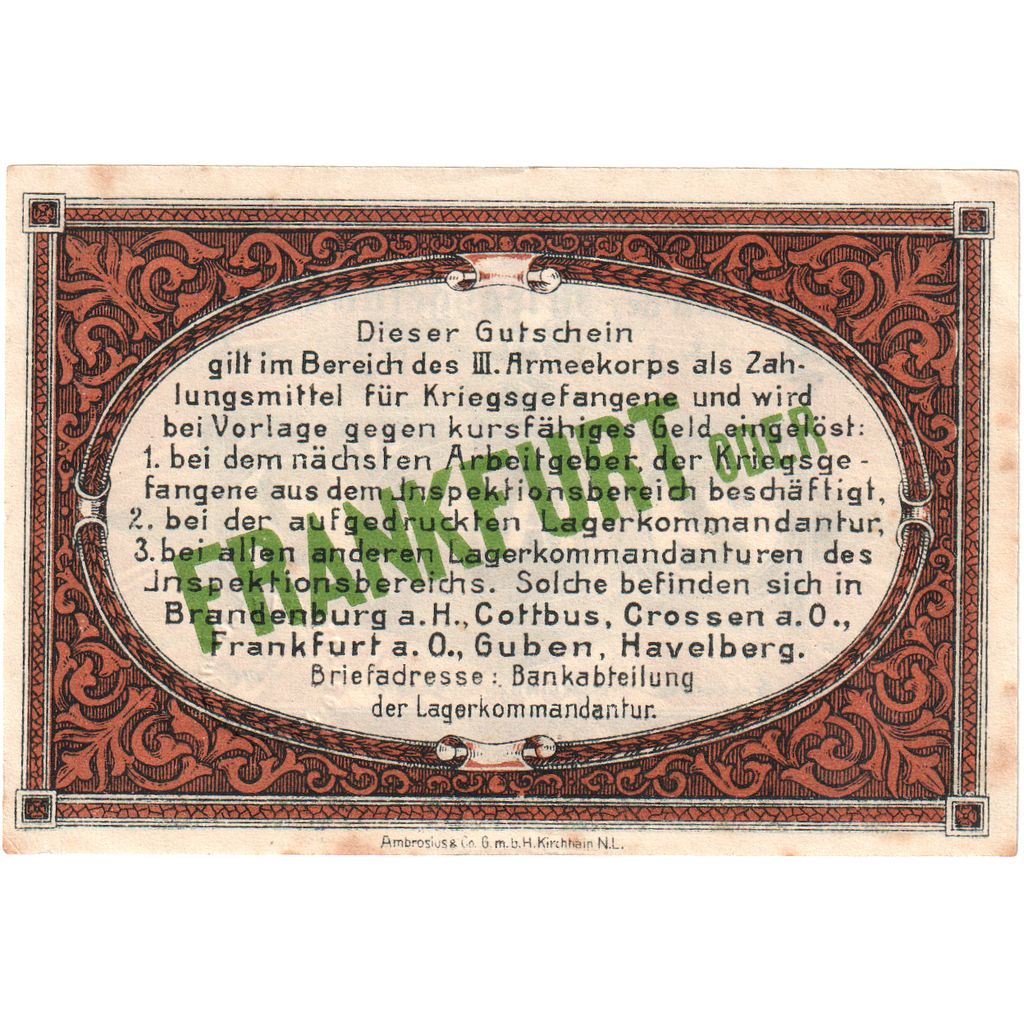 Dieser Gutschein
gilt im Bereich des III. Armeekorps als Zah-
lungsmittel für Kriegsgefangene und wird
bei Vorlage gegen kursfähiges Geld eingelöst:
1. bei dem nächsten Arbeitgeber, der Kriegsge-
fangene aus dem Inspektionsbereich beschäftigt,
2. bei der aufgedruckten Lagerkommandantur,
3. bei allen anderen Lagerkommandanturen des
Inspektionsbereichs. Solche befinden sich in
Brandenburg a. H., Cottbus, Crossen a. O.,
Frankfurt a. O., Guben, Havelberg.
Briefadresse: Bankabteilung
der Lagerkommandantur.
FRANKFURT ODER
Ambrosius & Co. G. m. b. H. Kirchhain N.L.